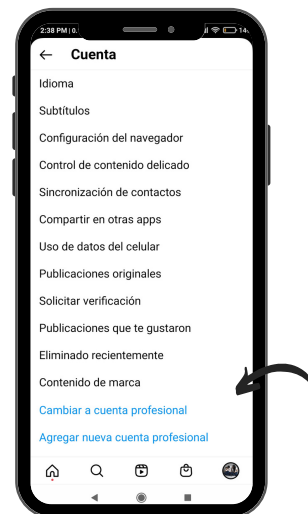 2:38 PM | 0.
14
Cuenta
Idioma
Subtítulos
Configuración del navegador
Control de contenido delicado
Sincronización de contactos
Compartir en otras apps
Uso de datos del celular
Publicaciones originales
Solicitar verificación
Publicaciones que te gustaron
Eliminado recientemente
Contenido de marca
Cambiar a cuenta profesional
Agregar nueva cuenta profesional